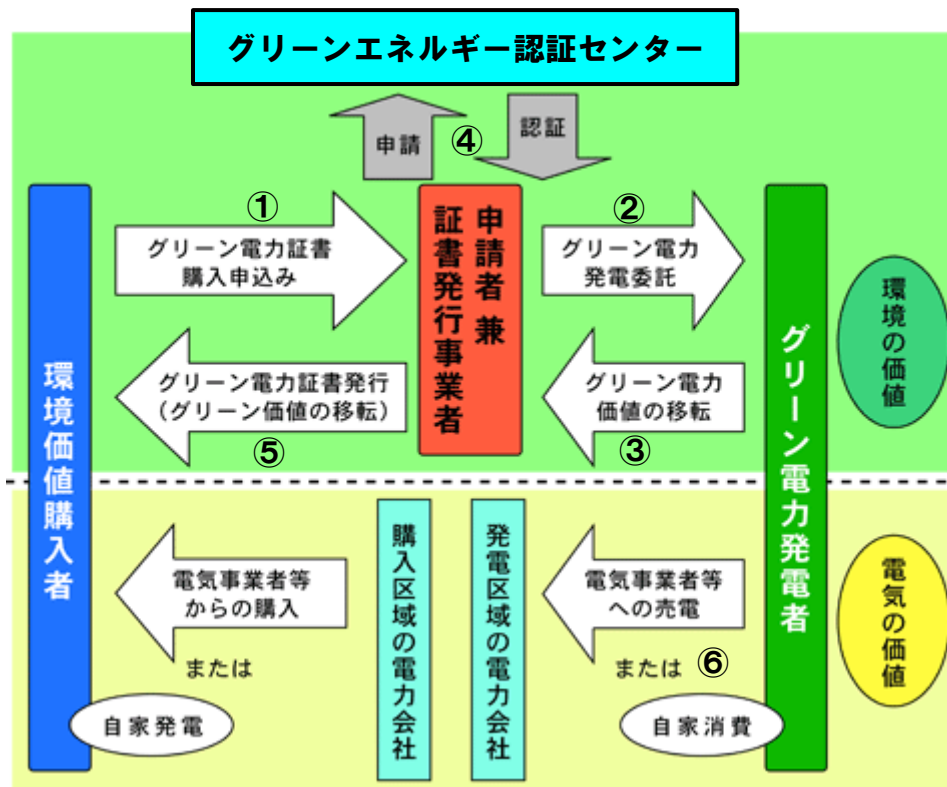 グリーンエネルギー認証センター
申請
④
認証
①
グリーン電力証書
購入申込み
申請者 兼
証書発行事業者
②
グリーン電力
発電委託
環境の価値
グリーン電力証書発行
(グリーン価値の移転)
⑤
グリーン電力
価値の移転
③
環境価値購入者
グリーン電力発電者
電気事業者等
からの購入
または
自家発電
購入区域の電力会社
発電区域の電力会社
電気事業者等
への売電
または ⑥
自家消費
電気の価値